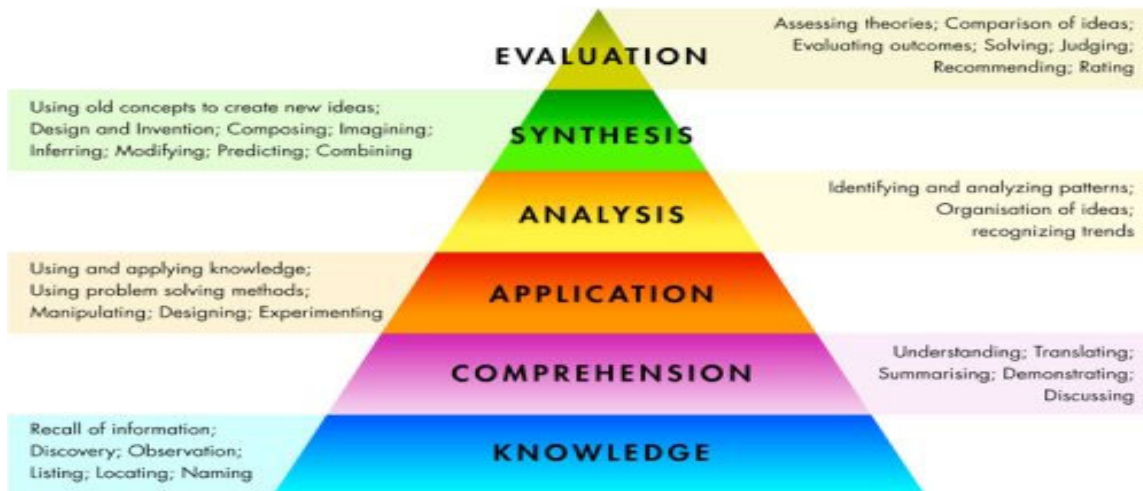 EVALUATION
Assessing theories; Comparison of ideas;
Evaluating outcomes; Solving; Judging;
Recommending; Rating
Using old concepts to create new ideas;
Design and Invention; Composing; Imagining;
Inferring; Modifying; Predicting; Combining
SYNTHESIS
ANALYSIS
Identifying and analyzing patterns;
Organisation of ideas;
recognizing trends
Using and applying knowledge;
Using problem solving methods;
Manipulating; Designing; Experimenting
APPLICATION
COMPREHENSION
Understanding; Translating;
Summarising; Demonstrating;
Discussing
Recall of information;
Discovery; Observation;
Listing; Locating; Naming
KNOWLEDGE